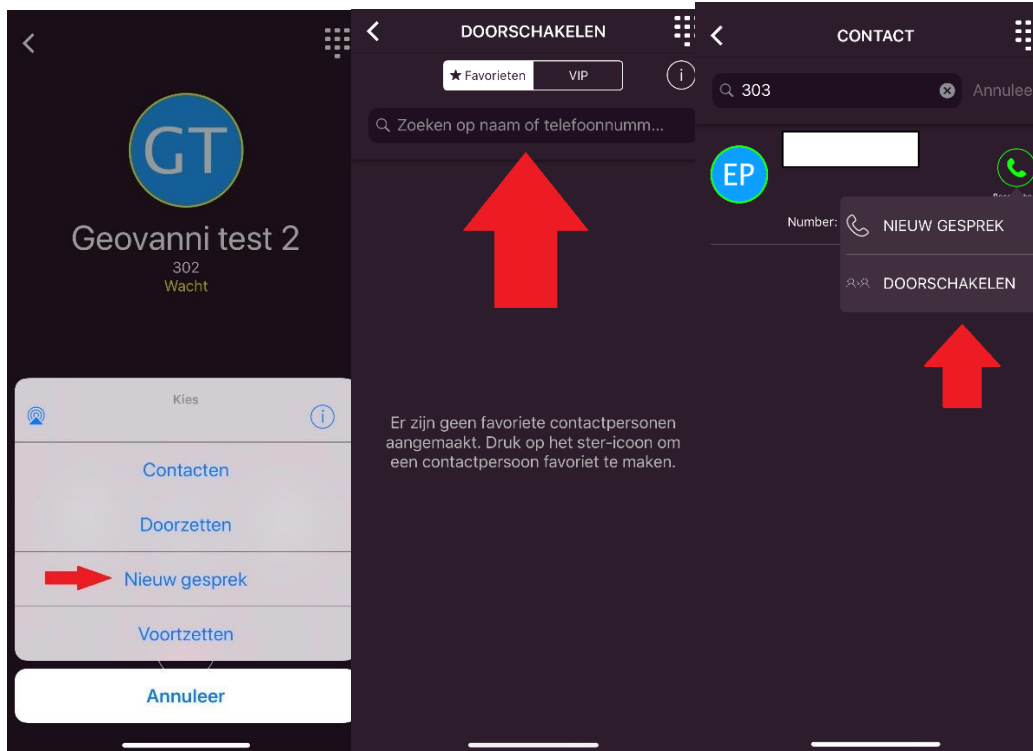 GT
Geovanni test 2
302
Wacht
Kies
Contacten
Doorzetten
Nieuw gesprek
Voortzetten
Annuleer
DOORSCHAKELEN
★ Favorieten
VIP
i
Zoeken op naam of telefoonnumm...
Er zijn geen favoriete contactpersonen
aangemaakt. Druk op het ster-icoon om
een contactpersoon favoriet te maken.
CONTACT
303
Annulee
EP
Number:
NIEUW GESPREK
DOORSCHAKELEN